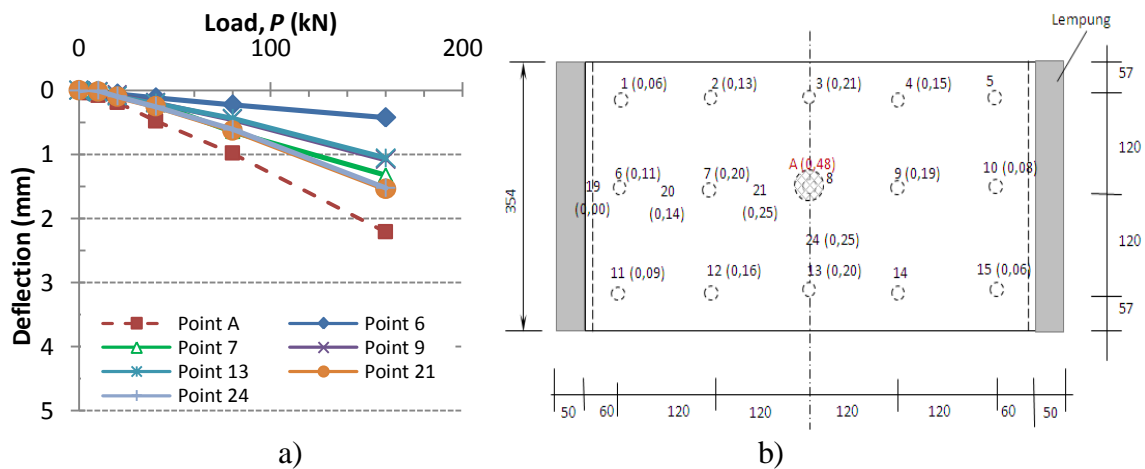 Load, P (kN)
0 100 200
0
1
2
3
4
5
Deflection (mm)
Point A
Point 6
Point 7
Point 9
Point 13
Point 21
Point 24
a)
Lempung
1 (0,06) 2 (0,13) 3 (0,21) 4 (0,15) 5
A (0,48)
6 (0,11) 7 (0,20) 8 9 (0,19) 10 (0,08)
19 20 21
(0,00) (0,14) (0,25)
24 (0,25)
11 (0,09) 12 (0,16) 13 (0,20) 14 15 (0,06)
354
57
120
120
57
50 60 120 120 120 120 60 50
b)